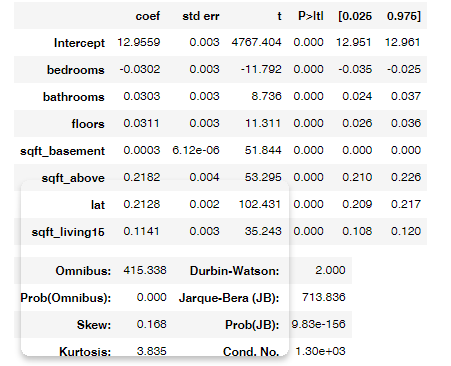 coef std err t P>|t| [0.025 0.975]
Intercept 12.9559 0.003 4767.404 0.000 12.951 12.961
bedrooms -0.0302 0.003 -11.792 0.000 -0.035 -0.025
bathrooms 0.0303 0.003 8.736 0.000 0.024 0.037
floors 0.0311 0.003 11.311 0.000 0.026 0.036
sqft_basement 0.0003 6.12e-06 51.844 0.000 0.000 0.000
sqft_above 0.2182 0.004 53.295 0.000 0.210 0.226
lat 0.2128 0.002 102.431 0.000 0.209 0.217
sqft_living15 0.1141 0.003 35.243 0.000 0.108 0.120
Omnibus: 415.338 Durbin-Watson: 2.000
Prob(Omnibus): 0.000 Jarque-Bera (JB): 713.836
Skew: 0.168 Prob(JB): 9.83e-156
Kurtosis: 3.835 Cond. No. 1.30e+03